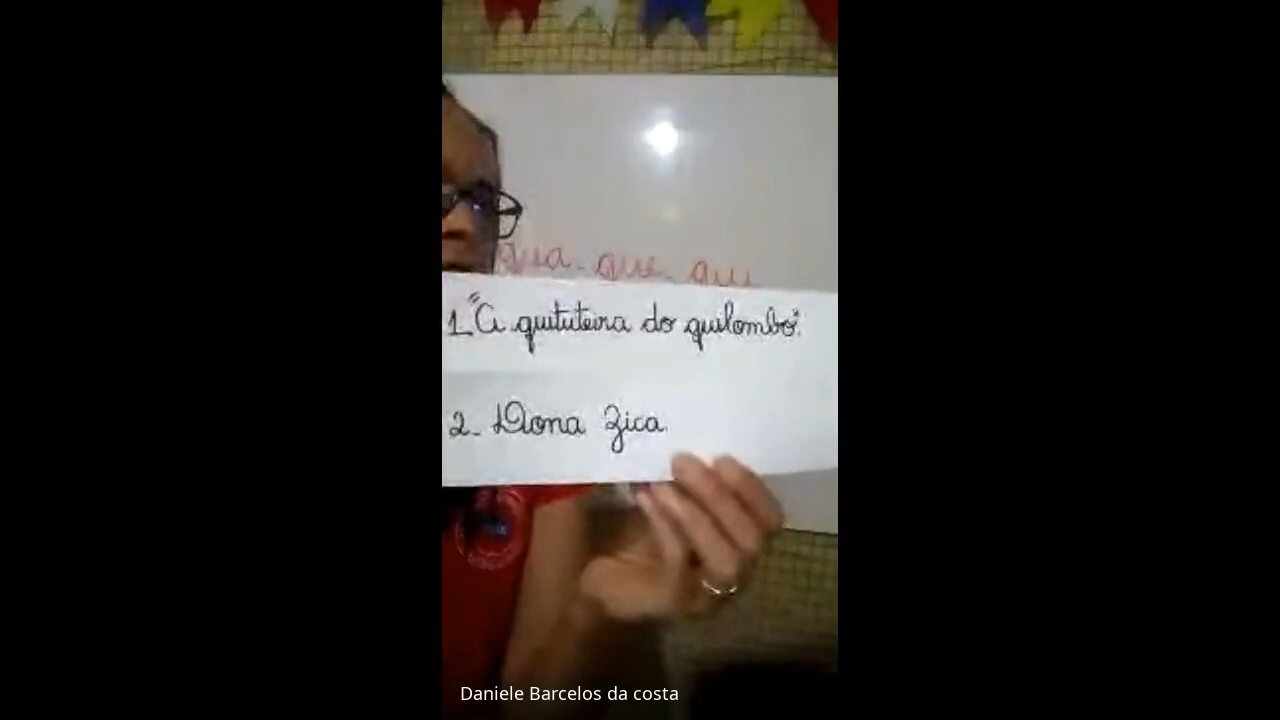 qua - que - qui
1. "A quituteira do quilombo".
2 - Dona Zica.
Daniele Barcelos da costa